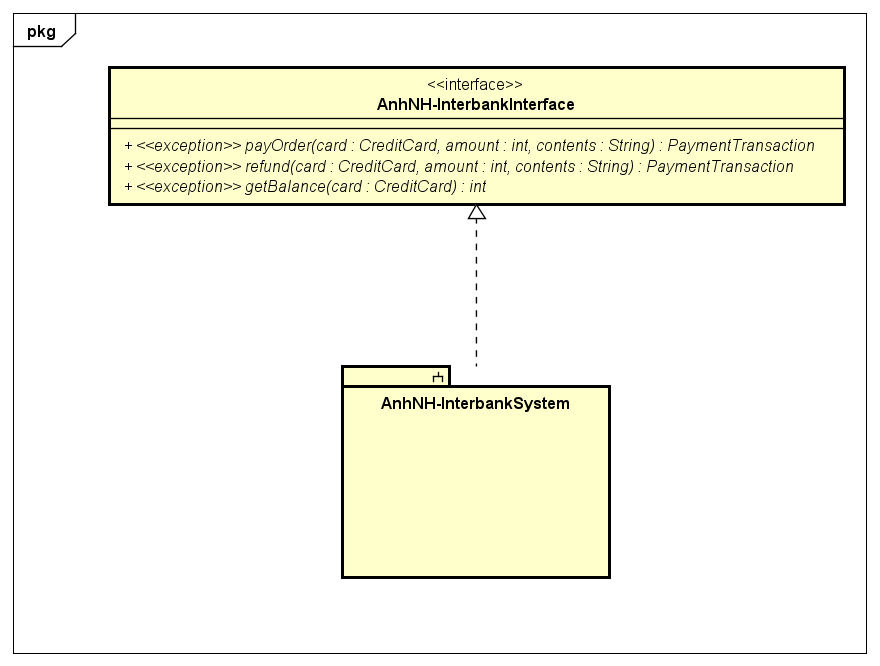 pkg
<<interface>>
AnhNH-InterbankInterface
+ <<exception>> payOrder(card : CreditCard, amount : int, contents : String) : PaymentTransaction
+ <<exception>> refund(card : CreditCard, amount : int, contents : String) : PaymentTransaction
+ <<exception>> getBalance(card : CreditCard) : int
AnhNH-InterbankSystem